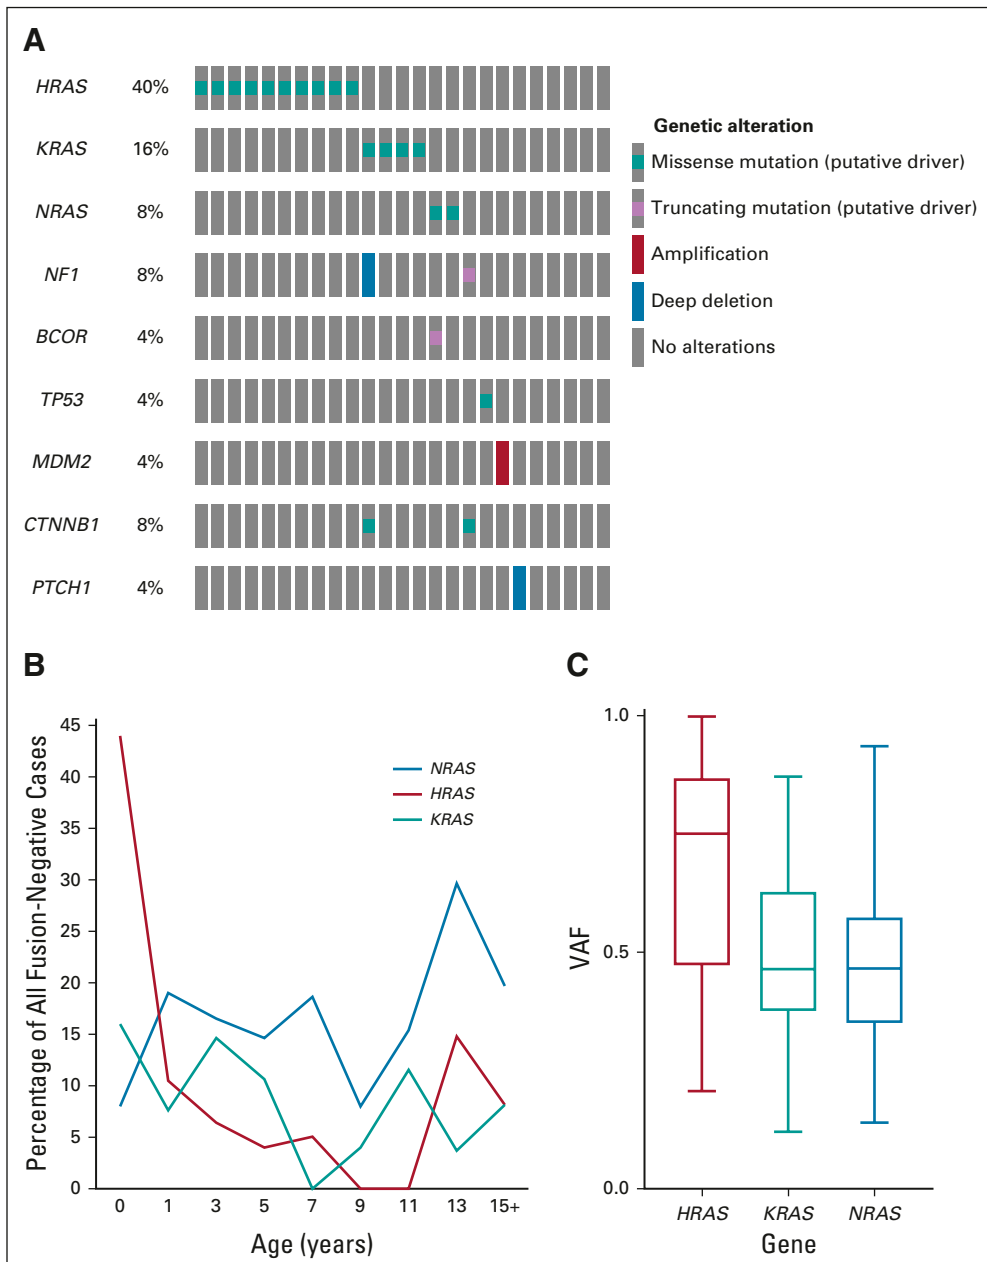 A
HRAS 40%
KRAS 16%
NRAS 8%
NF1 8%
BCOR 4%
TP53 4%
MDM2 4%
CTNNB1 8%
PTCH1 4%
Genetic alteration
Missense mutation (putative driver)
Truncating mutation (putative driver)
Amplification
Deep deletion
No alterations
B
Percentage of All Fusion-Negative Cases
45
40
35
30
25
20
15
10
5
0
NRAS
HRAS
KRAS
0 1 3 5 7 9 11 13 15+
Age (years)
C
VAF
1.0
0.5
0.0
HRAS KRAS NRAS
Gene